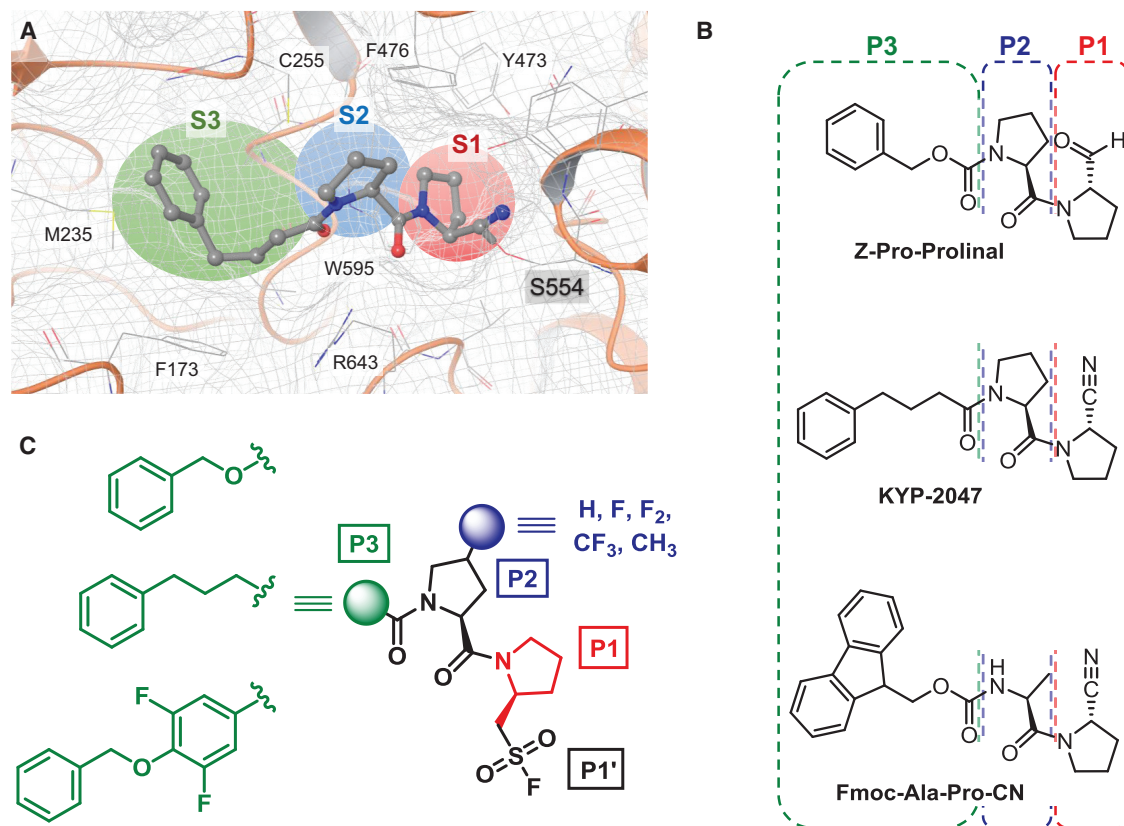 A
C255
F476
Y473
S3
S2
S1
M235
W595
S554
F173
R643
B
P3
P2
P1
N
O
O
N
O
O
H
Z-Pro-Prolinal
N
O
O
N
N
KYP-2047
H
N
O
O
O
N
N
Fmoc-Ala-Pro-CN
C
O
P3
H, F, F2,
CF3, CH3
P2
N
O
P1
O
N
F
O
F
O
S
O
F
P1'